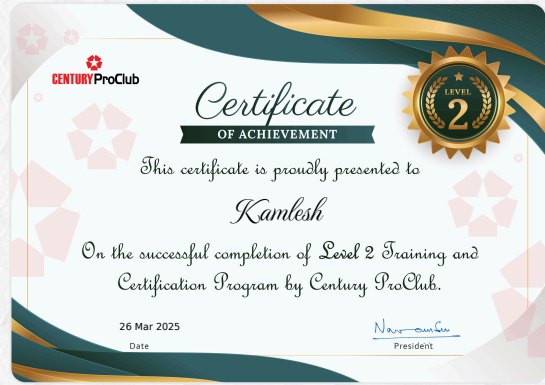 CENTURY ProClub
Certificate
OF ACHIEVEMENT
LEVEL
2
This certificate is proudly presented to
Kamlesh
On the successful completion of Level 2 Training and
Certification Program by Century ProClub.
26 Mar 2025
Date
President